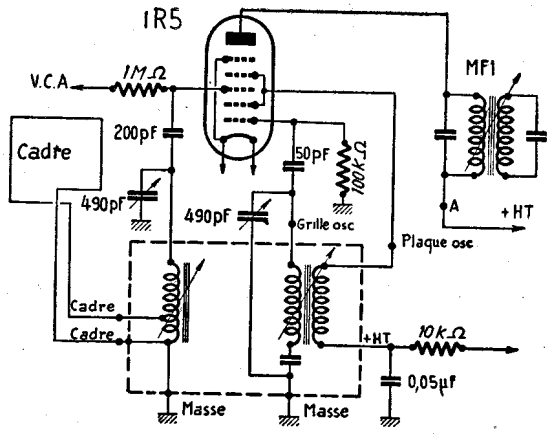 1R5
MF1
V.C.A
1MΩ
200pF
50pF
100KΩ
Cadre
490pF
490pF
Grille osc
A
+HT
Plaque osc
Cadre
Cadre
+HT
10KΩ
0,05µF
Masse
Masse